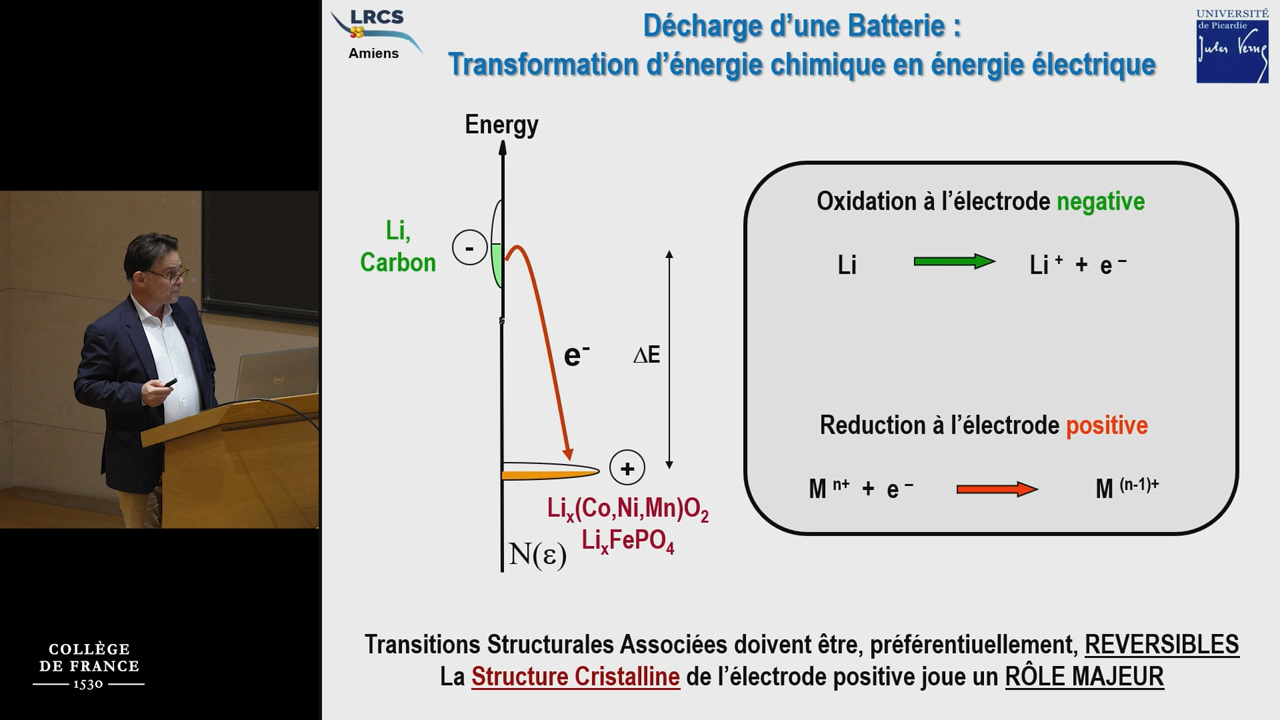 LRCS
Amiens
Décharge d’une Batterie :
Transformation d’énergie chimique en énergie électrique
UNIVERSITÉ
de Picardie
Jules Verne
Energy
Li,
Carbon
-
e-
ΔE
+
Lix(Co,Ni,Mn)O2
LixFePO4
N(ε)
Oxidation à l’électrode negative
Li Li + + e –
Reduction à l’électrode positive
M n+ + e – M (n-1)+
Transitions Structurales Associées doivent être, préférentiuellement, REVERSIBLES
La Structure Cristalline de l’électrode positive joue un RÔLE MAJEUR
COLLÈGE
DE FRANCE
1530